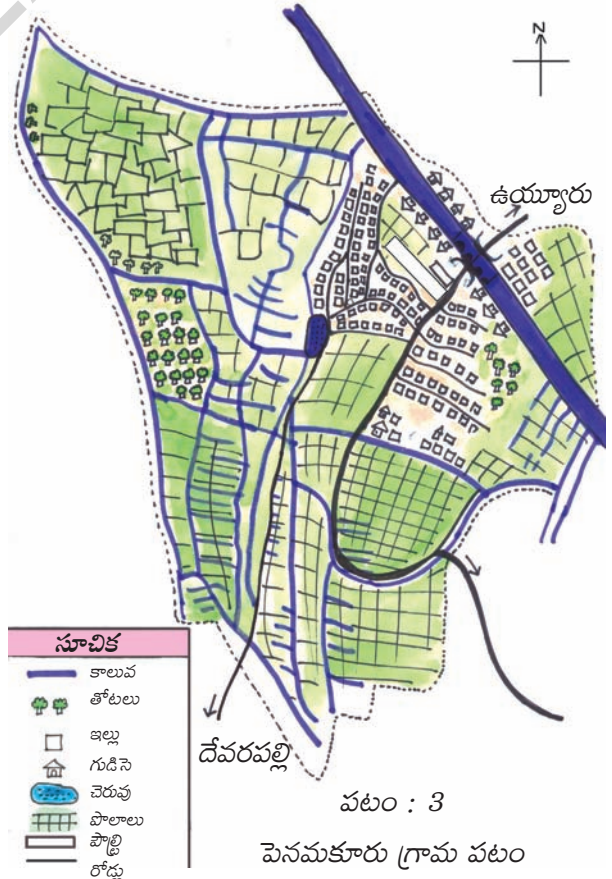 N
ఉయ్యూరు
సూచిక
కాలువ
తోటలు
ఇల్లు
గుడిసె
చెరువు
పొలాలు
పౌల్ట్రి
రోడ్డు
దేవరపల్లి
పటం : 3
పెనమకూరు గ్రామ పటం